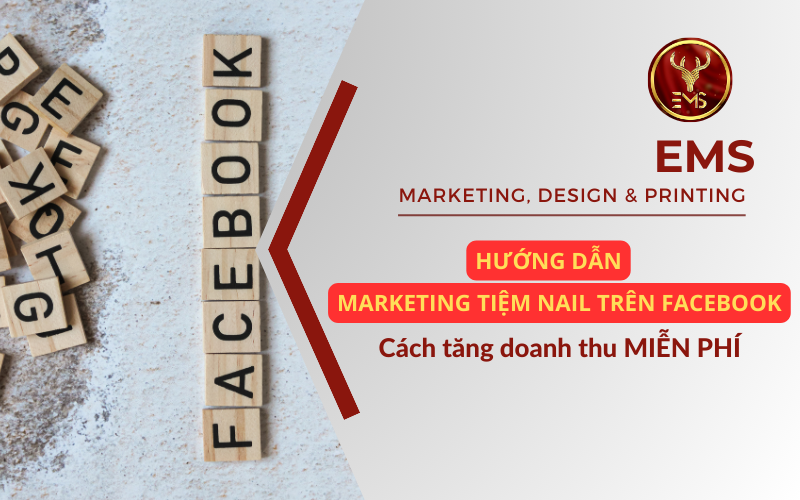 FACEBOOK
EMS
EMS
MARKETING, DESIGN & PRINTING
HƯỚNG DẪN
MARKETING TIỆM NAIL TRÊN FACEBOOK
Cách tăng doanh thu MIỄN PHÍ